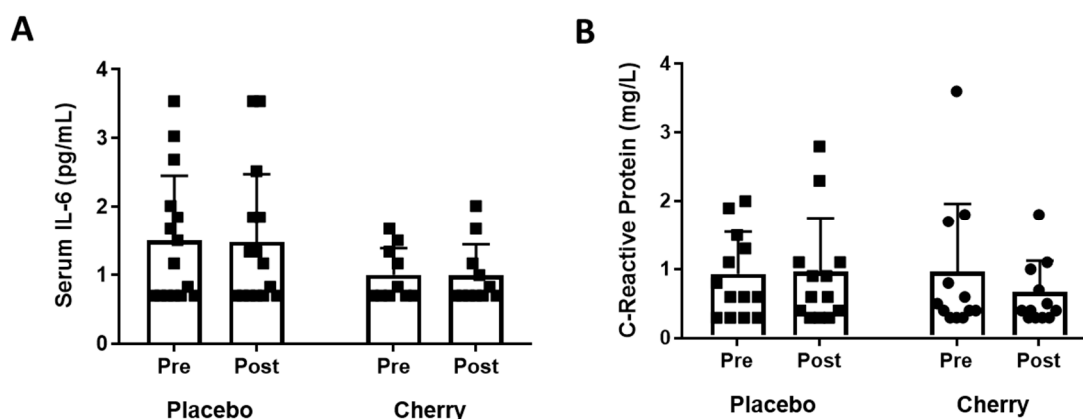 A
Serum IL-6 (pg/mL)
4
3
2
1
0
Pre Post Pre Post
Placebo Cherry
B
C-Reactive Protein (mg/L)
4
3
2
1
0
Pre Post Pre Post
Placebo Cherry